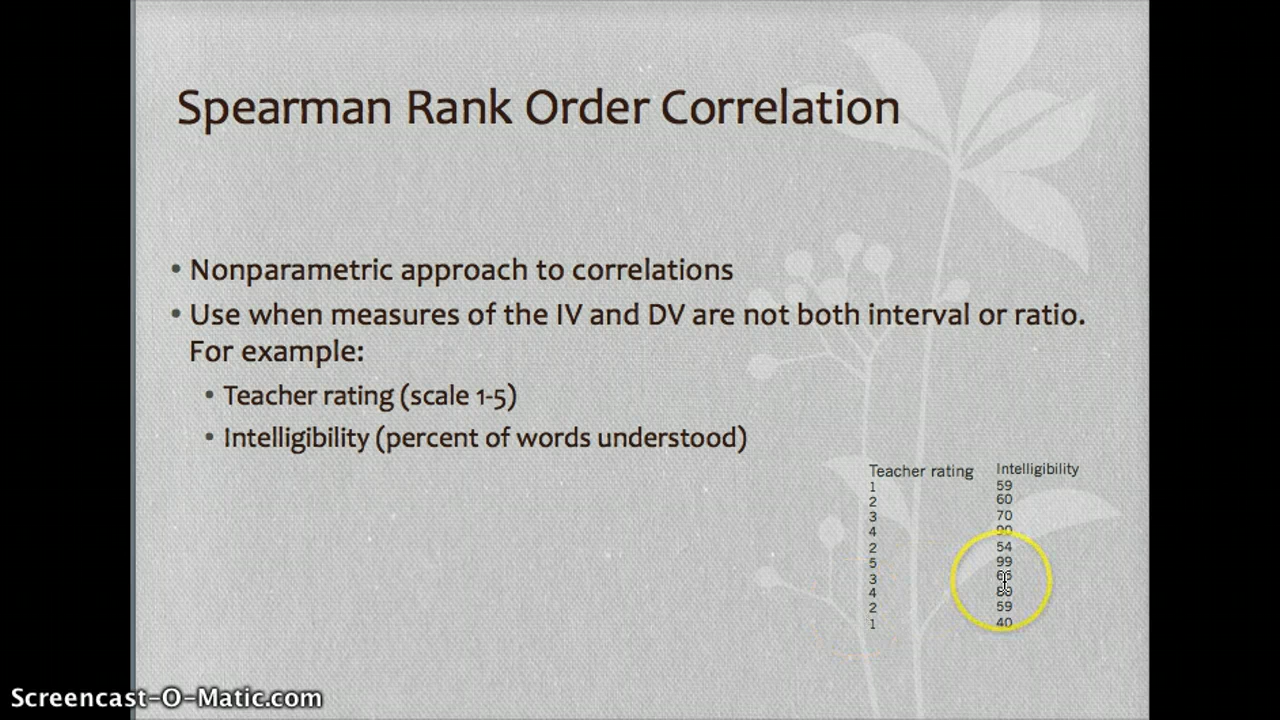 Spearman Rank Order Correlation
• Nonparametric approach to correlations
• Use when measures of the IV and DV are not both interval or ratio.
For example:
• Teacher rating (scale 1-5)
• Intelligibility (percent of words understood)
Teacher rating Intelligibility
1 59
2 60
3 70
4
2 54
5 99
3
4
2 59
1 40
Screencast-O-Matic.com